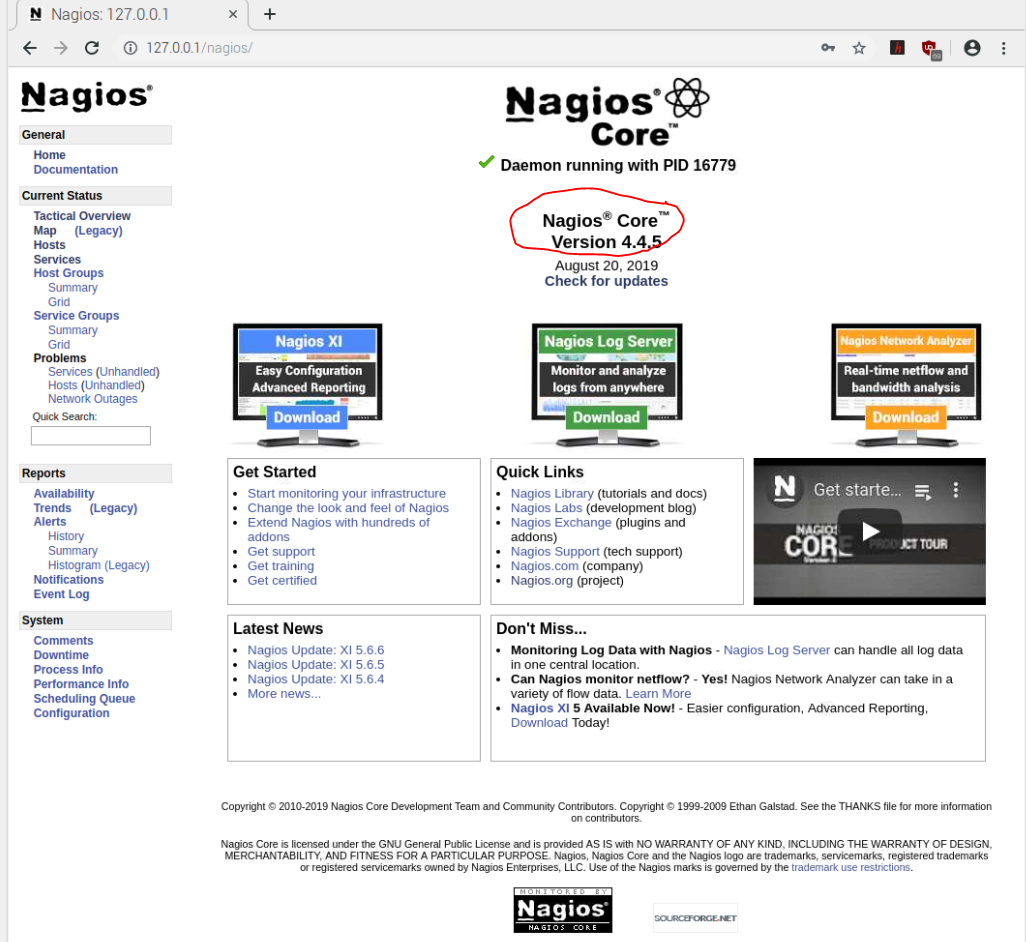 Nagios: 127.0.0.1
127.0.0.1/nagios/
Nagios®
General
Home
Documentation
Current Status
Tactical Overview
Map (Legacy)
Hosts
Services
Host Groups
Summary
Grid
Service Groups
Summary
Grid
Problems
Services (Unhandled)
Hosts (Unhandled)
Network Outages
Quick Search:
Reports
Availability
Trends (Legacy)
Alerts
History
Summary
Histogram (Legacy)
Notifications
Event Log
System
Comments
Downtime
Process Info
Performance Info
Scheduling Queue
Configuration
Nagios®
Core™
Daemon running with PID 16779
Nagios® Core™
Version 4.4.5
August 20, 2019
Check for updates
Nagios XI
Easy Configuration
Advanced Reporting
Download
Nagios Log Server
Monitor and analyze
logs from anywhere
Download
Nagios Network Analyzer
Real-time netflow and
bandwidth analysis
Download
Get Started
Start monitoring your infrastructure
Change the look and feel of Nagios
Extend Nagios with hundreds of
addons
Get support
Get training
Get certified
Quick Links
Nagios Library (tutorials and docs)
Nagios Labs (development blog)
Nagios Exchange (plugins and
addons)
Nagios Support (tech support)
Nagios.com (company)
Nagios.org (project)
Get starte...
NAGIOS
CORE PRODUCT TOUR
Latest News
Nagios Update: XI 5.6.6
Nagios Update: XI 5.6.5
Nagios Update: XI 5.6.4
More news...
Don't Miss...
Monitoring Log Data with Nagios - Nagios Log Server can handle all log data
in one central location.
Can Nagios monitor netflow? - Yes! Nagios Network Analyzer can take in a
variety of flow data. Learn More
Nagios XI 5 Available Now! - Easier configuration, Advanced Reporting,
Download Today!
Copyright © 2010-2019 Nagios Core Development Team and Community Contributors. Copyright © 1999-2009 Ethan Galstad. See the THANKS file for more information
on contributors.
Nagios Core is licensed under the GNU General Public License and is provided AS IS with NO WARRANTY OF ANY KIND, INCLUDING THE WARRANTY OF DESIGN,
MERCHANTABILITY, AND FITNESS FOR A PARTICULAR PURPOSE. Nagios, Nagios Core and the Nagios logo are trademarks, servicemarks, registered trademarks
or registered servicemarks owned by Nagios Enterprises, LLC. Use of the Nagios marks is governed by the trademark use restrictions.
MONITORED BY
Nagios®
NAGIOS CORE
SOURCEFORGE.NET